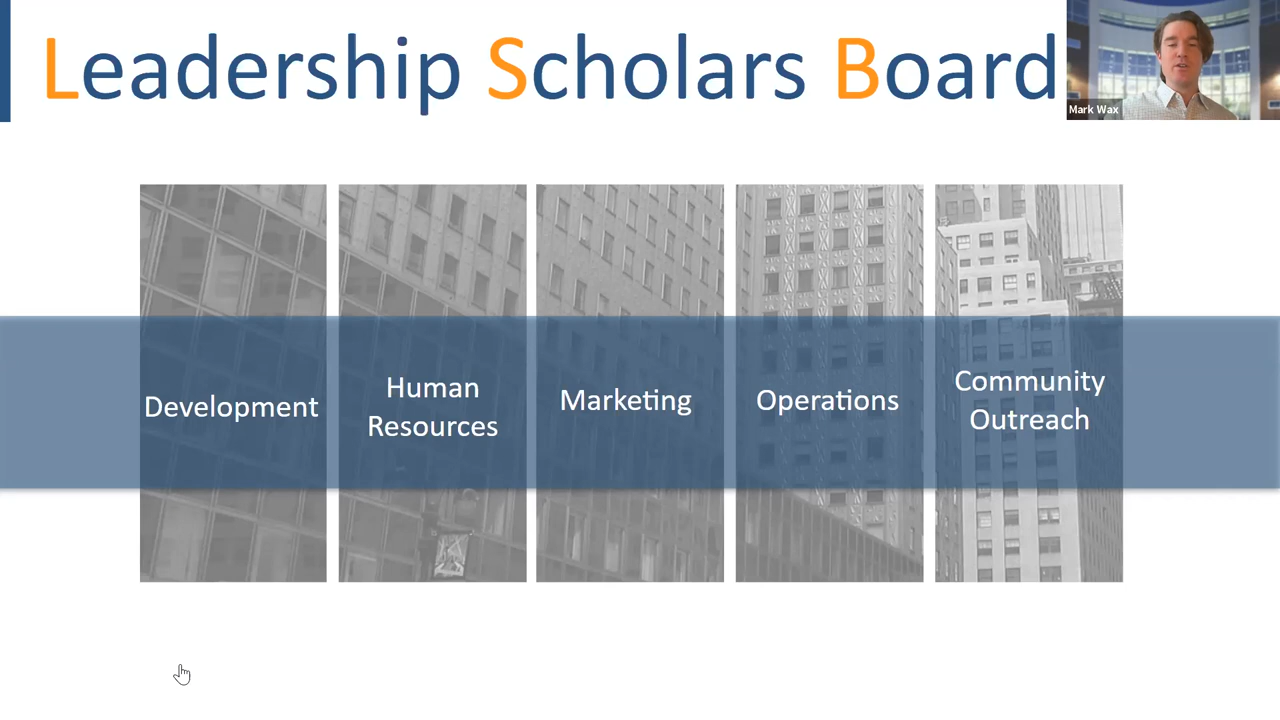 Leadership Scholars Board
Mark Wax
Development
Human
Resources
Marketing
Operations
Community
Outreach